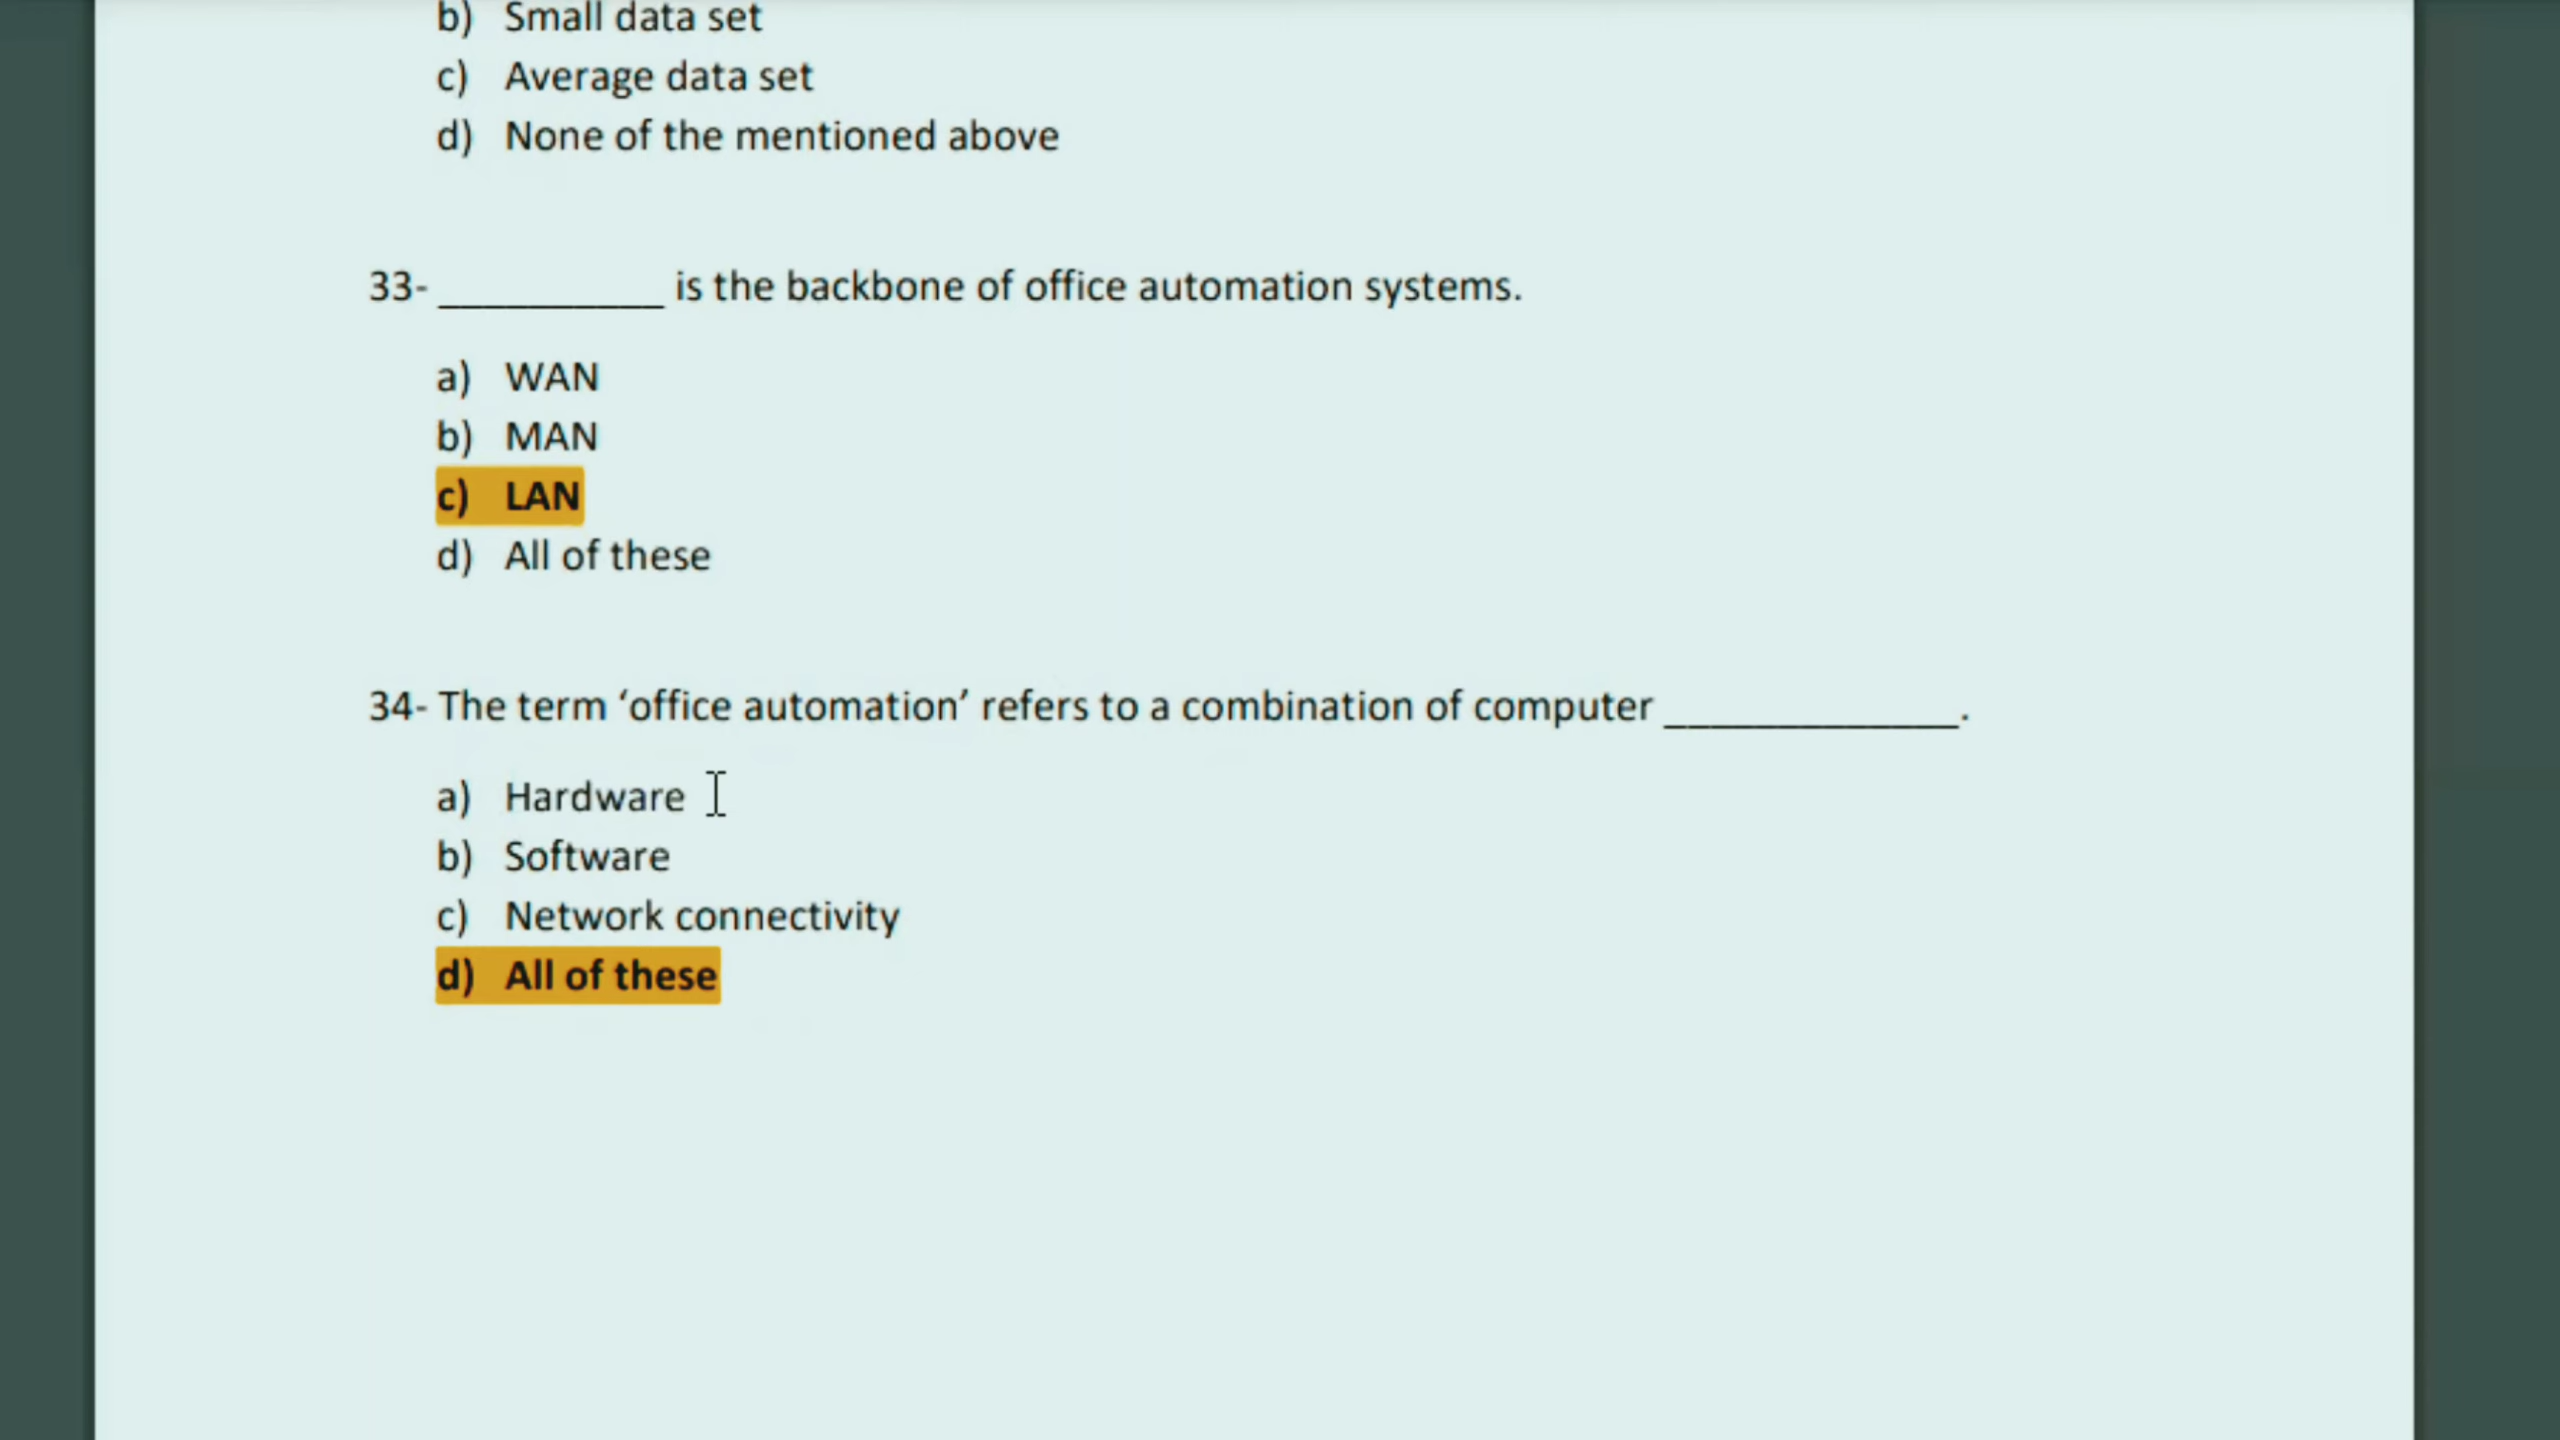 b) Small data set
c) Average data set
d) None of the mentioned above
33- __________ is the backbone of office automation systems.
a) WAN
b) MAN
c) LAN
d) All of these
34- The term ‘office automation’ refers to a combination of computer _____________.
a) Hardware
b) Software
c) Network connectivity
d) All of these